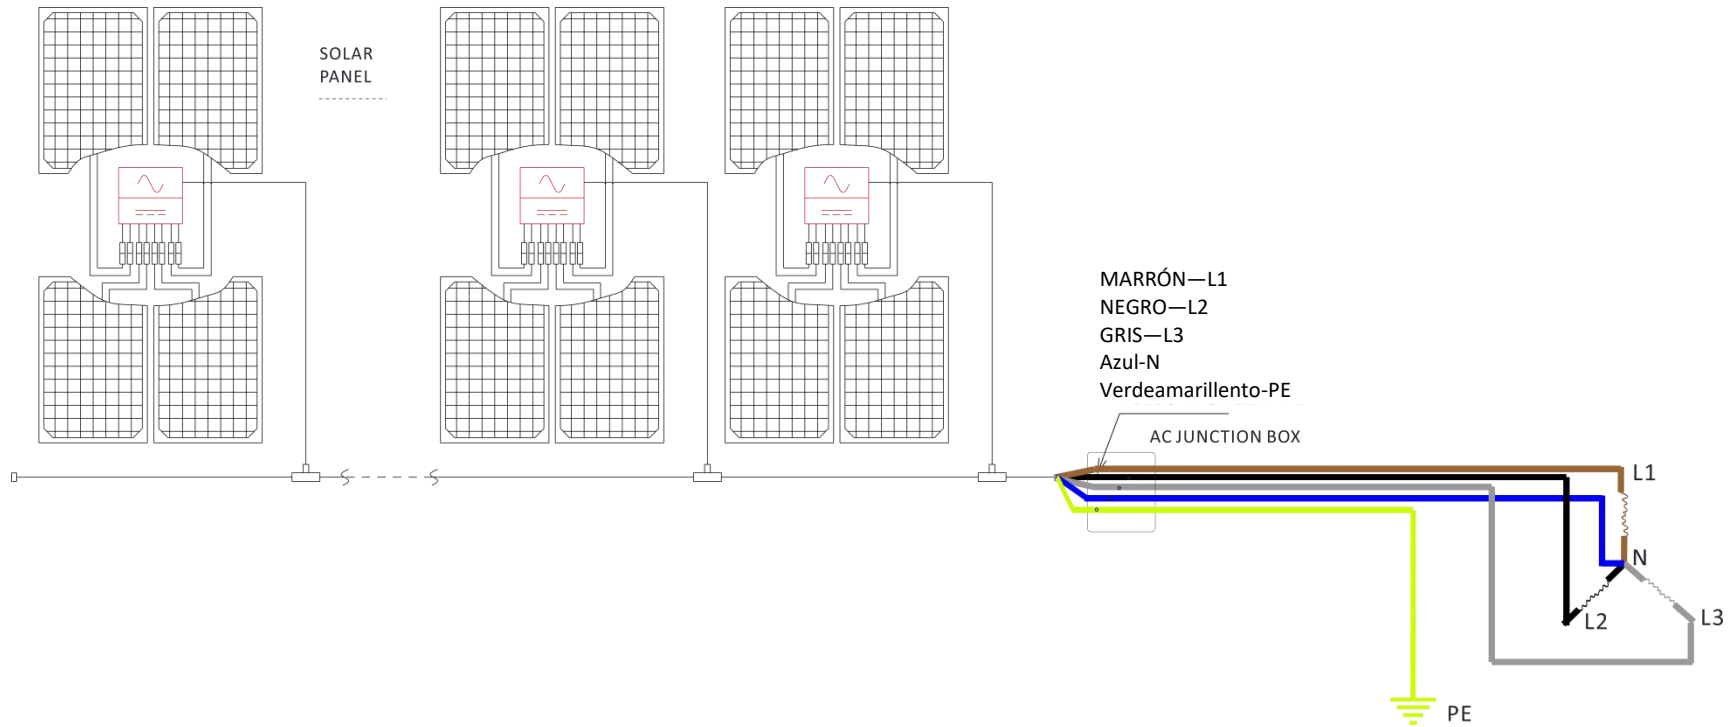 SOLAR
PANEL
MARRÓN—L1
NEGRO—L2
GRIS—L3
Azul-N
Verdeamarillento-PE
AC JUNCTION BOX
L1
N
L2
L3
PE